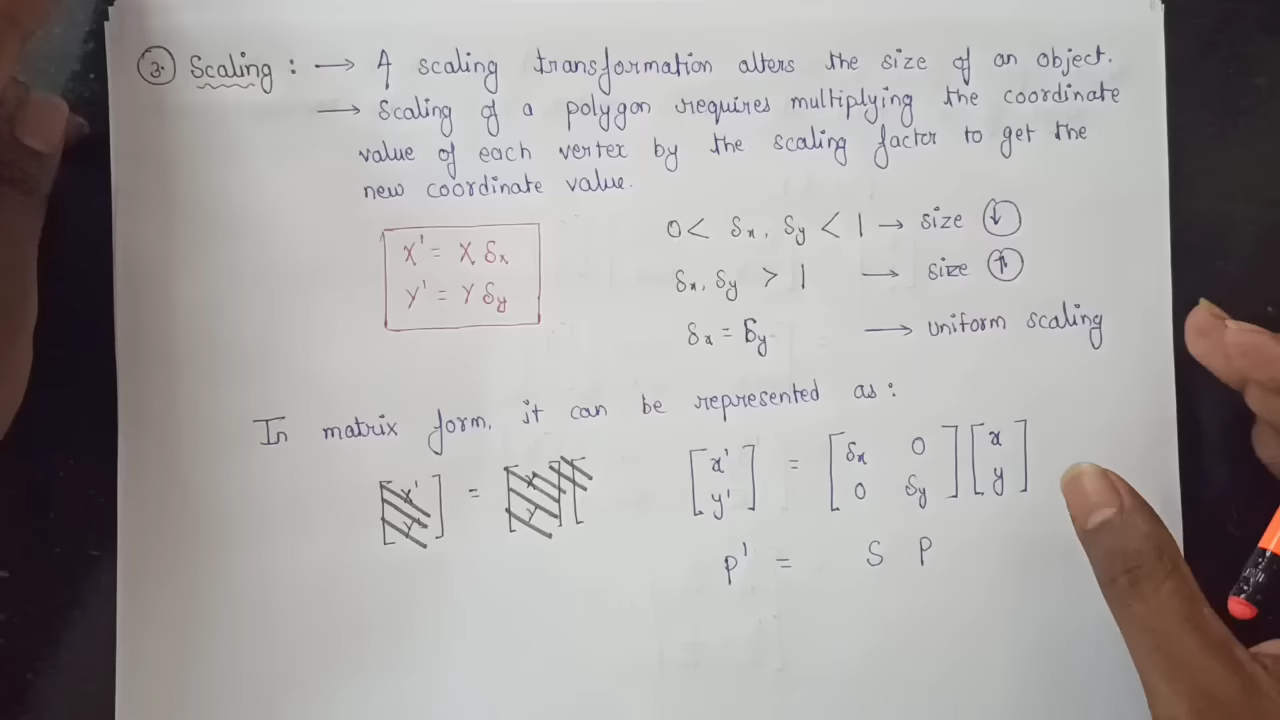 3. Scaling : → A scaling transformation alters the size of an object.
→ Scaling of a polygon requires multiplying the coordinate
value of each vertex by the scaling factor to get the
new coordinate value.
X' = X Sx
Y' = Y Sy
0 < Sx, Sy < 1 → size ↓
Sx, Sy > 1 → size ↑
Sx = Sy → uniform scaling
In matrix form, it can be represented as :
[x' y'] = [Sx 0 0 Sy] [x y]
P' = S P